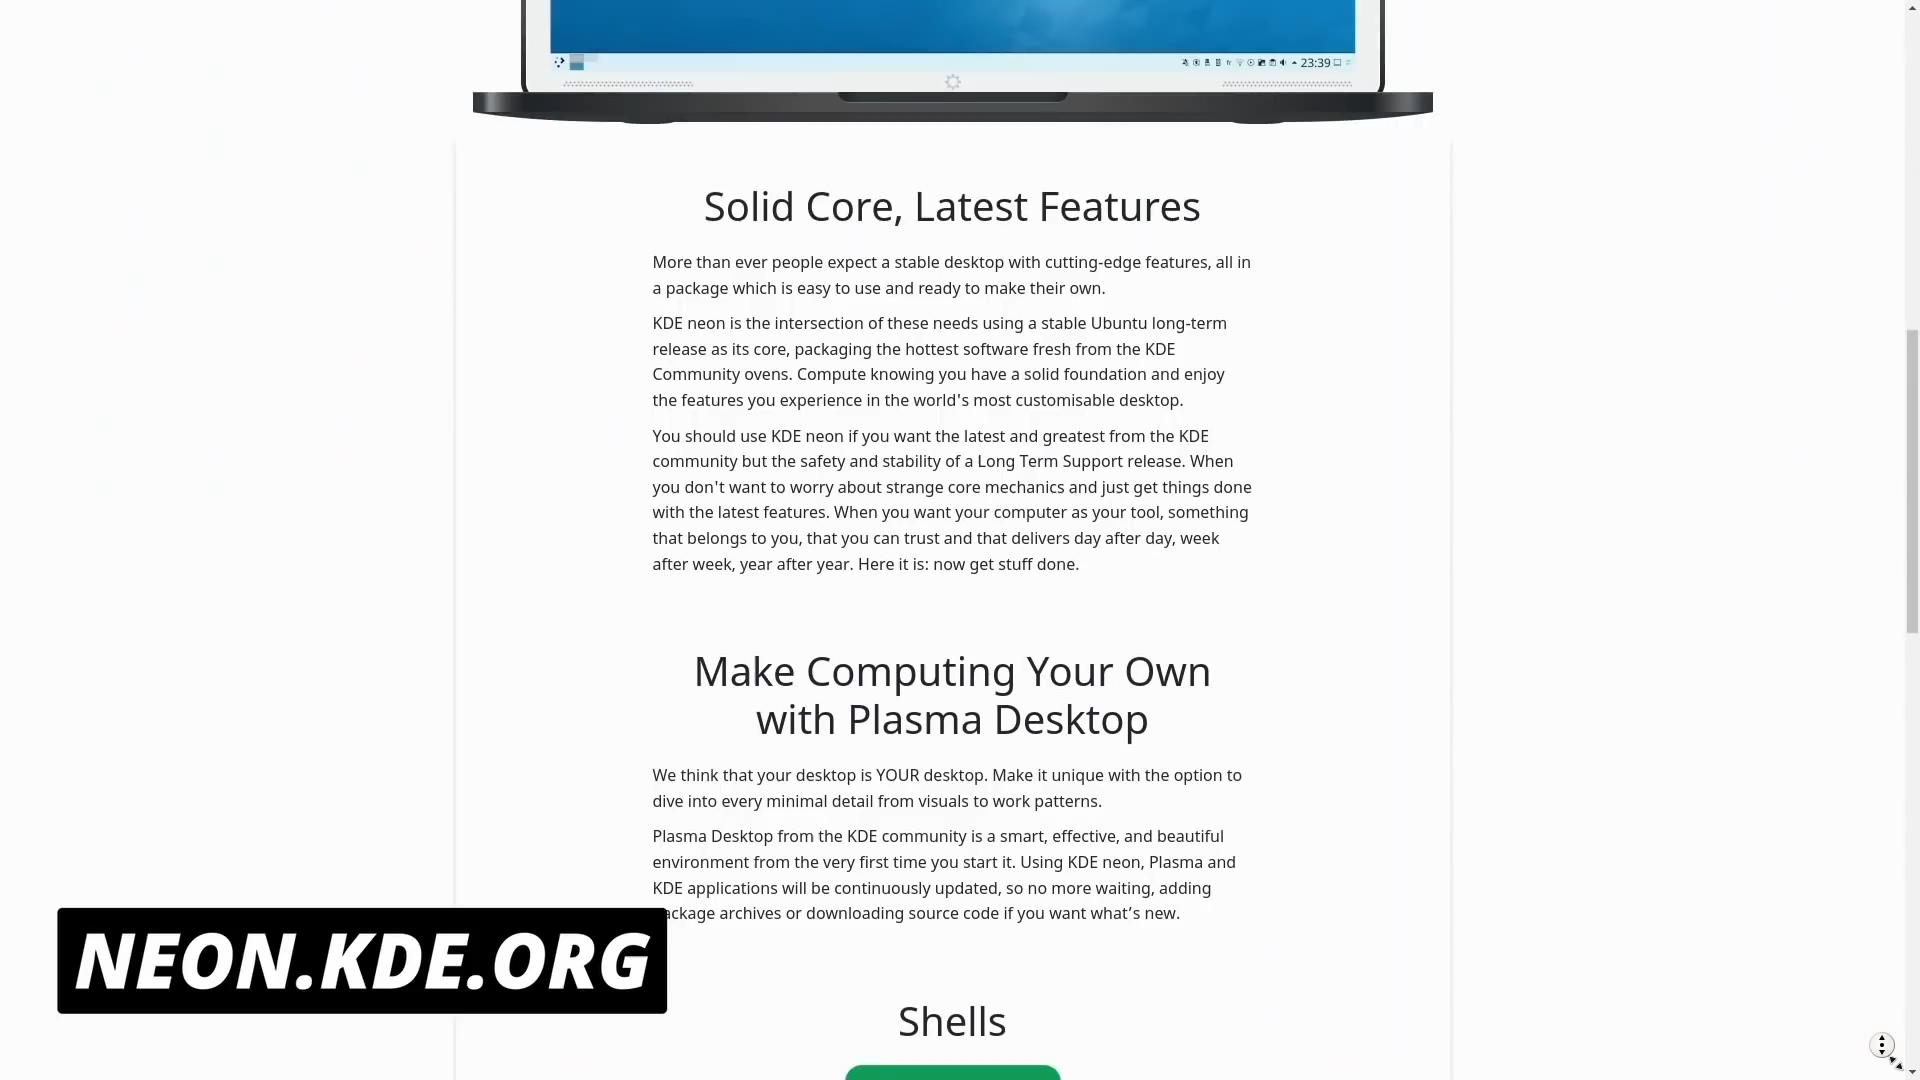 23:39
Solid Core, Latest Features
More than ever people expect a stable desktop with cutting-edge features, all in
a package which is easy to use and ready to make their own.
KDE neon is the intersection of these needs using a stable Ubuntu long-term
release as its core, packaging the hottest software fresh from the KDE
Community ovens. Compute knowing you have a solid foundation and enjoy
the features you experience in the world's most customisable desktop.
You should use KDE neon if you want the latest and greatest from the KDE
community but the safety and stability of a Long Term Support release. When
you don't want to worry about strange core mechanics and just get things done
with the latest features. When you want your computer as your tool, something
that belongs to you, that you can trust and that delivers day after day, week
after week, year after year. Here it is: now get stuff done.
Make Computing Your Own
with Plasma Desktop
We think that your desktop is YOUR desktop. Make it unique with the option to
dive into every minimal detail from visuals to work patterns.
Plasma Desktop from the KDE community is a smart, effective, and beautiful
environment from the very first time you start it. Using KDE neon, Plasma and
KDE applications will be continuously updated, so no more waiting, adding
ackage archives or downloading source code if you want what’s new.
NEON.KDE.ORG
Shells